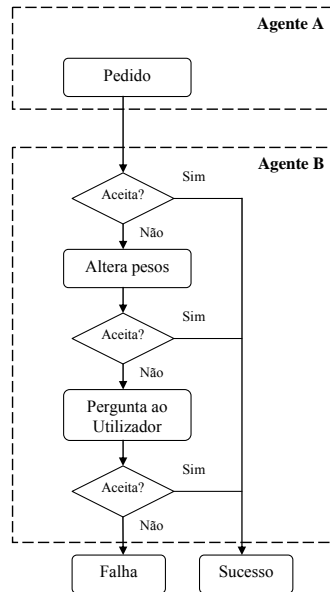 Agente A
Pedido
Agente B
Aceita?
Sim
Não
Altera pesos
Aceita?
Sim
Não
Pergunta ao
Utilizador
Aceita?
Sim
Não
Falha
Sucesso